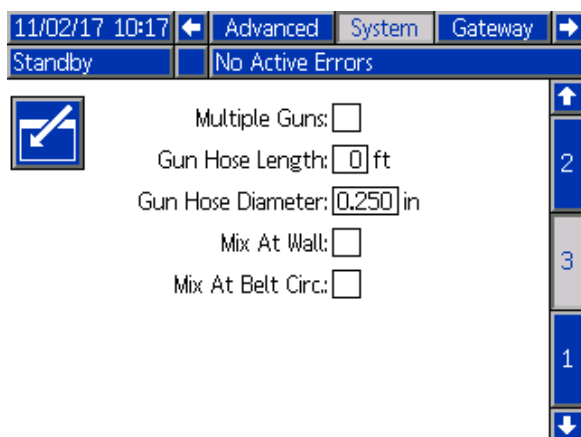 11/02/17 10:17 Advanced System Gateway
Standby No Active Errors
Multiple Guns:
Gun Hose Length: 0 ft
2
Gun Hose Diameter: 0.250 in
Mix At Wall:
3
Mix At Belt Circ.:
1